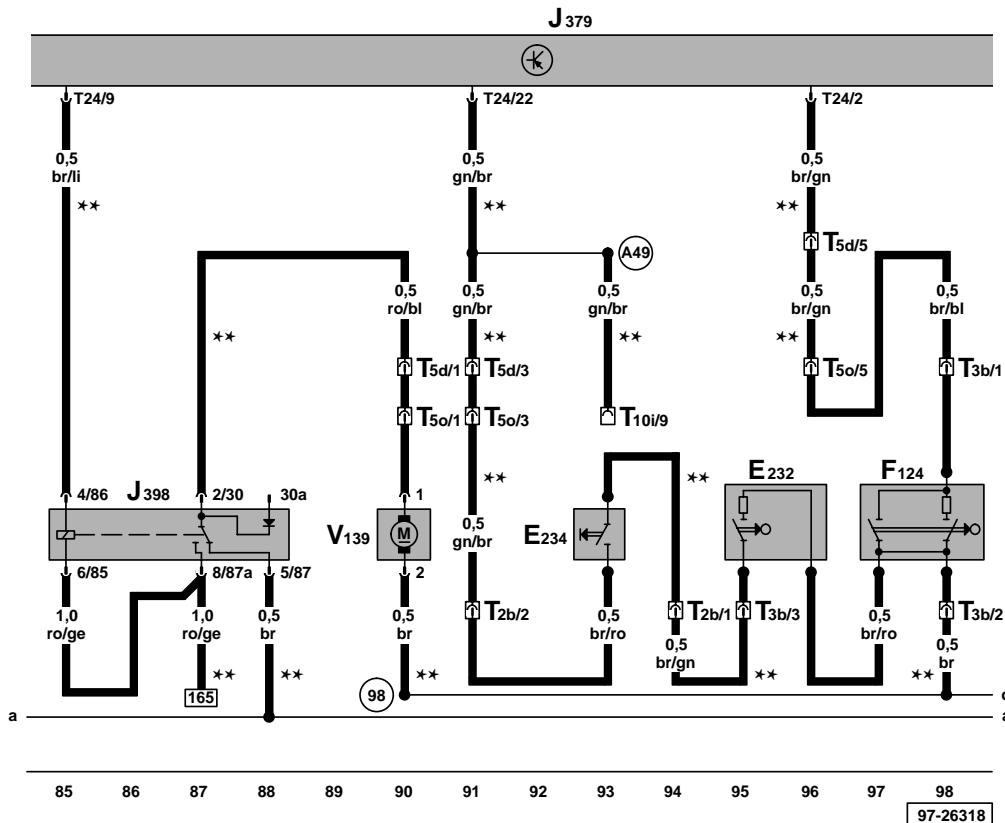 J 379
T24/9
T24/22
T24/2
0,5
br/li
0,5
gn/br
0,5
br/gn
★★
★★
★★
T5d/5
A49
0,5
ro/bl
0,5
gn/br
0,5
gn/br
0,5
br/gn
0,5
br/bl
★★
★★
★★
★★
T5d/1
T5d/3
T5o/5
T3b/1
T5o/1
T5o/3
T10i/9
★★
★★
4/86
J 398
2/30
30a
1
E 232
F 124
V 139
M
0,5
gn/br
E 234
6/85
8/87a
5/87
2
1,0
ro/ge
1,0
ro/ge
0,5
br
0,5
br
T2b/2
0,5
br/ro
T2b/1
T3b/3
0,5
br/ro
T3b/2
0,5
br/gn
0,5
br
★★
★★
★★
★★
★★
165
98
a
85 86 87 88 89 90 91 92 93 94 95 96 97 98
97-26318